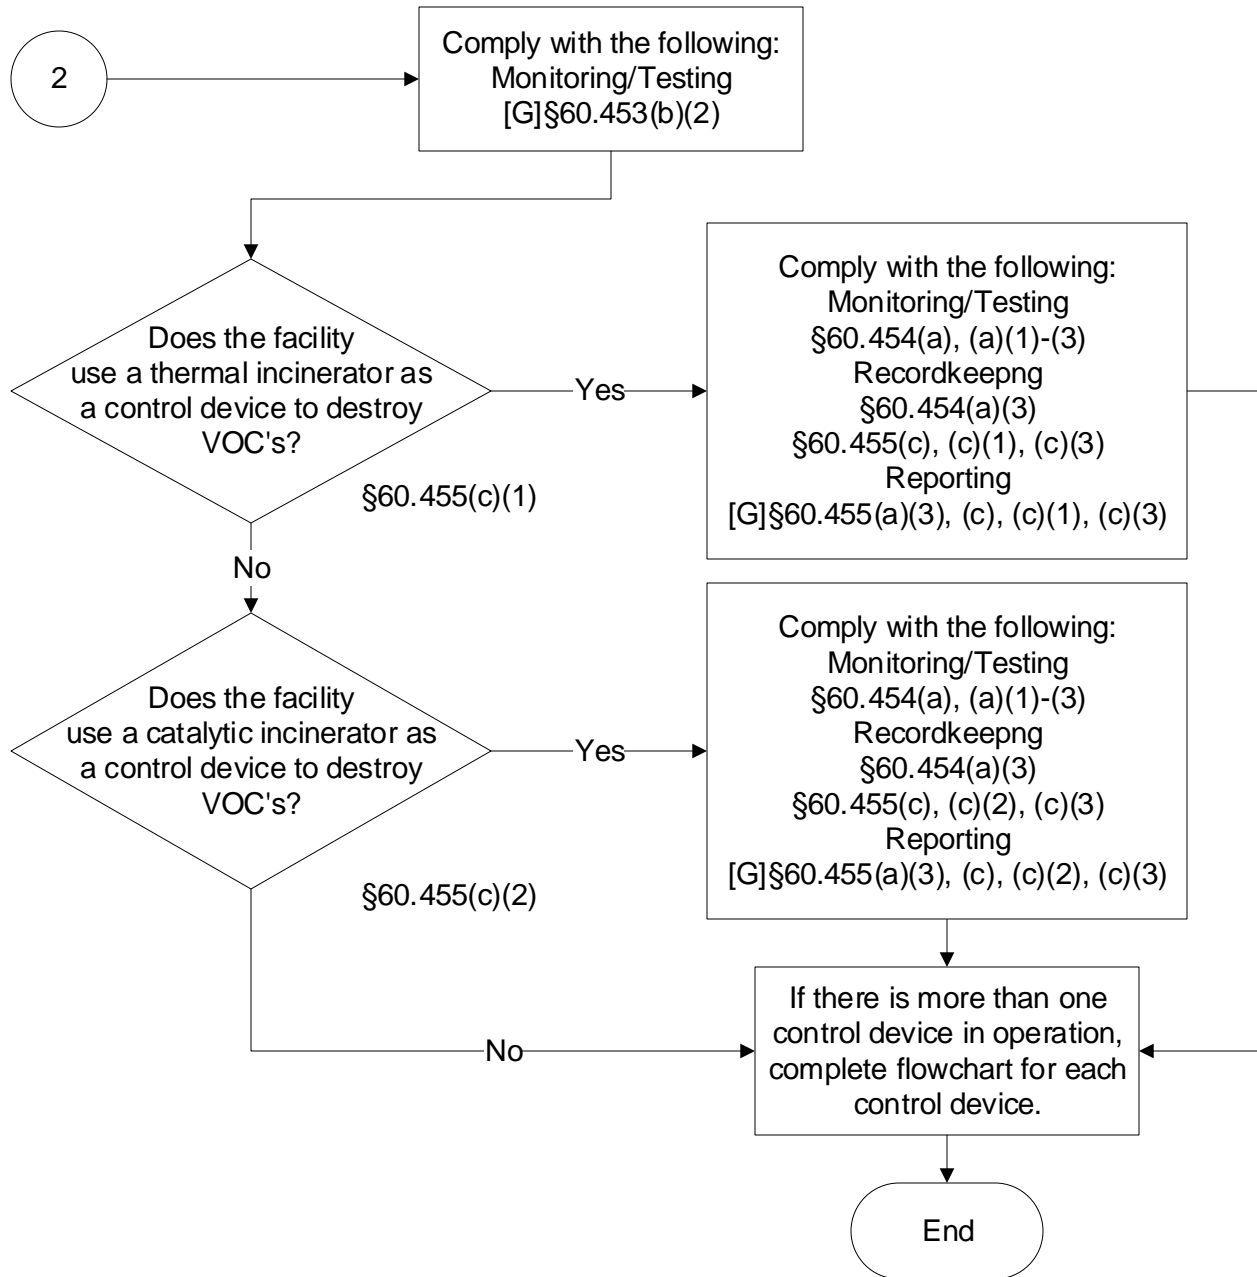 2
Comply with the following:
Monitoring/Testing
[G]§60.453(b)(2)
Does the facility
use a thermal incinerator as
a control device to destroy
VOC's?
Yes
§60.455(c)(1)
No
Comply with the following:
Monitoring/Testing
§60.454(a), (a)(1)-(3)
Recordkeepng
§60.454(a)(3)
§60.455(c), (c)(1), (c)(3)
Reporting
[G]§60.455(a)(3), (c), (c)(1), (c)(3)
Does the facility
use a catalytic incinerator as
a control device to destroy
VOC's?
Yes
§60.455(c)(2)
No
Comply with the following:
Monitoring/Testing
§60.454(a), (a)(1)-(3)
Recordkeepng
§60.454(a)(3)
§60.455(c), (c)(2), (c)(3)
Reporting
[G]§60.455(a)(3), (c), (c)(2), (c)(3)
If there is more than one
control device in operation,
complete flowchart for each
control device.
End